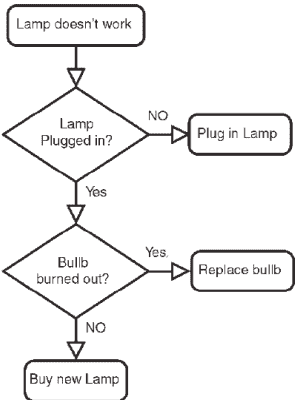 Lamp doesn't work
Lamp
Plugged in?
NO
Plug in Lamp
Yes
Bullb
burned out?
Yes.
Replace bullb
NO
Buy new Lamp